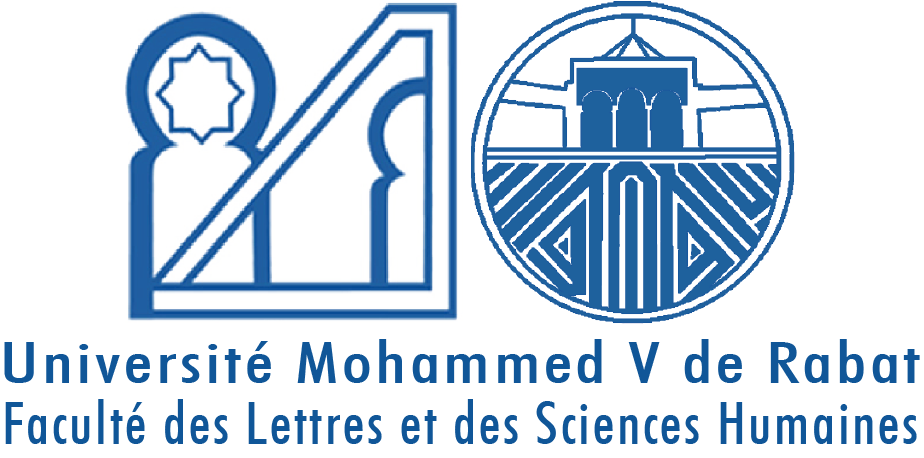 Université Mohammed V de Rabat
Faculté des Lettres et des Sciences Humaines